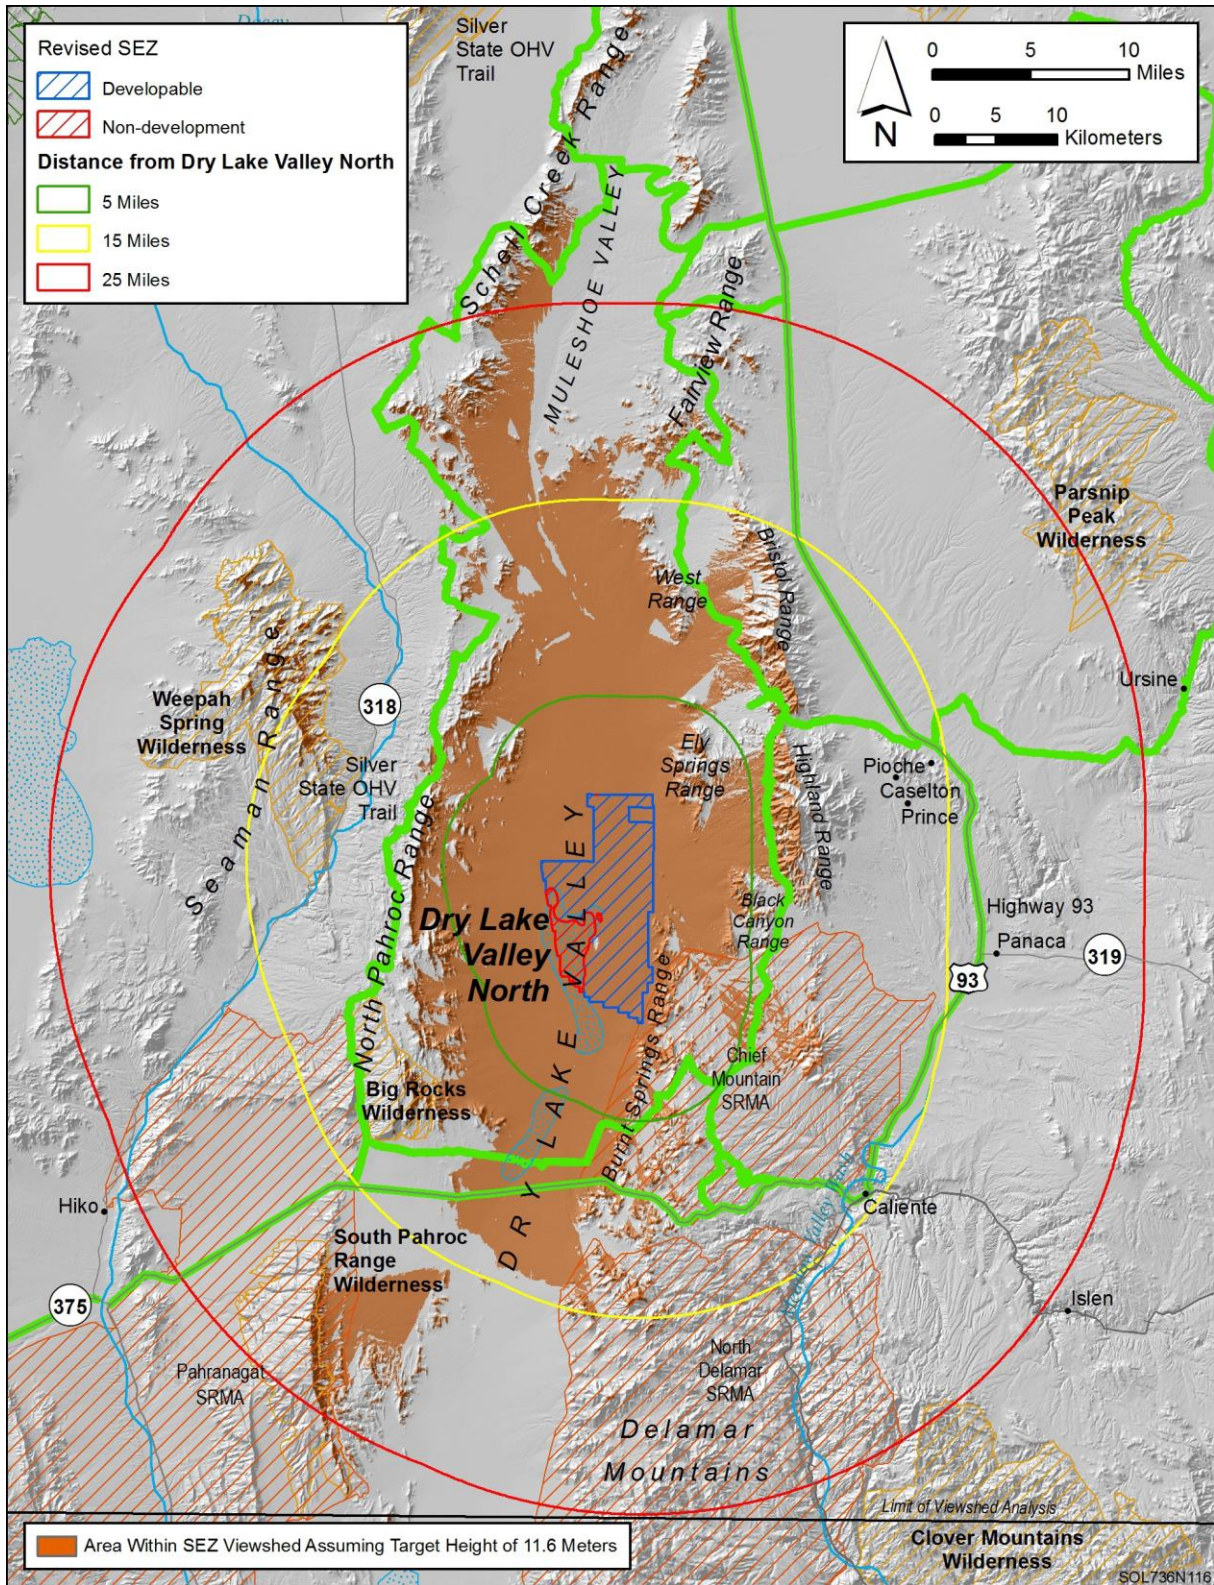 Dosey
Revised SEZ
Developable
Non-development
Distance from Dry Lake Valley North
5 Miles
15 Miles
25 Miles
Silver
State OHV
Trail
0 5 10
Miles
0 5 10
Kilometers
N
Schell Creek Range
MULESHOE VALLEY
Fairview Range
Parsnip
Peak
Wilderness
Bristol Range
West
Range
Weepah
Spring
Wilderness
Seaman Range
318
Silver
State OHV
Trail
Ursine
Ely
Springs
Range
Pioche
Caselton
Prince
Highland Range
North Pahroc Range
Dry Lake
Valley
North
DRY LAKE VALLEY
Black
Canyon
Range
Highway 93
Panaca
319
93
Burnt Springs Range
Chief
Mountain
SRMA
Big Rocks
Wilderness
Meadow Valley Wash
Hiko
Caliente
South Pahroc
Range
Wilderness
375
Islen
Pahranagat
SRMA
North
Delamar
SRMA
Delamar
Mountains
Limit of Viewshed Analysis
Clover Mountains
Wilderness
Area Within SEZ Viewshed Assuming Target Height of 11.6 Meters
SOL736N116